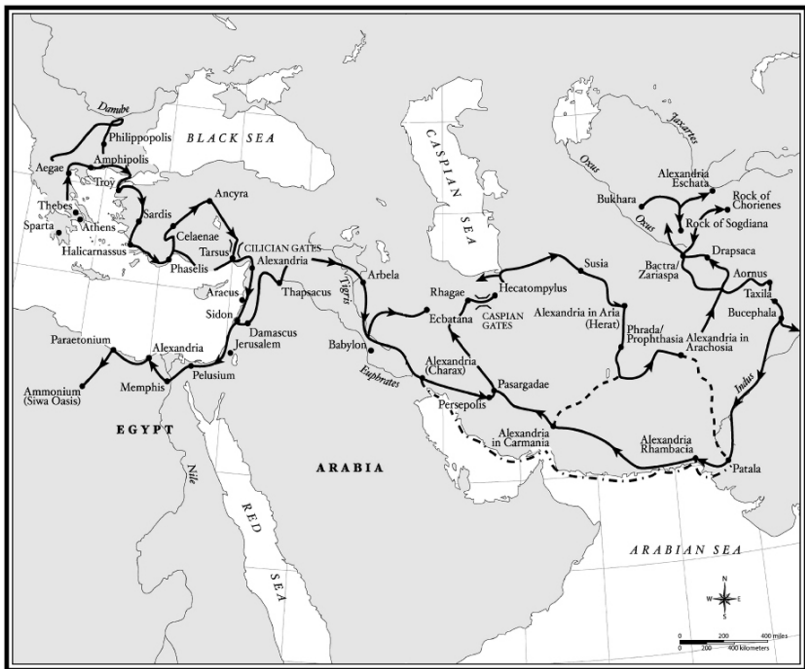 Danube
Philippopolis
BLACK SEA
Aegae
Amphipolis
Troy
Thebes
Athens
Sparta
Sardis
Ancyra
Celaenae
Halicarnassus
Phaselis
Tarsus
CILICIAN GATES
Alexandria
Thapsacus
Aracus
Sidon
Damascus
Jerusalem
Paraetonium
Alexandria
Memphis
Pelusium
Ammonium
(Siwa Oasis)
EGYPT
Nile
RED
SEA
ARABIA
Tigris
Arbela
Babylon
Euphrates
Ecbatana
Rhagae
CASPIAN
GATES
Hecatompylus
CASPIAN
SEA
Alexandria
(Charax)
Persepolis
Pasargadae
Susia
Alexandria in Aria
(Herat)
Phrada/
Prophthasia
Alexandria in
Arachosia
Alexandria
in Carmania
Alexandria
Rhambacia
Patala
Indus
Oxus
Jaxartes
Alexandria
Eschata
Bukhara
Oxus
Rock of
Chorienes
Rock of Sogdiana
Drapsaca
Bactra/
Zariaspa
Aornus
Taxila
Bucephala
ARABIAN SEA
N
W
E
S
0 200 400 miles
0 200 400 kilometers